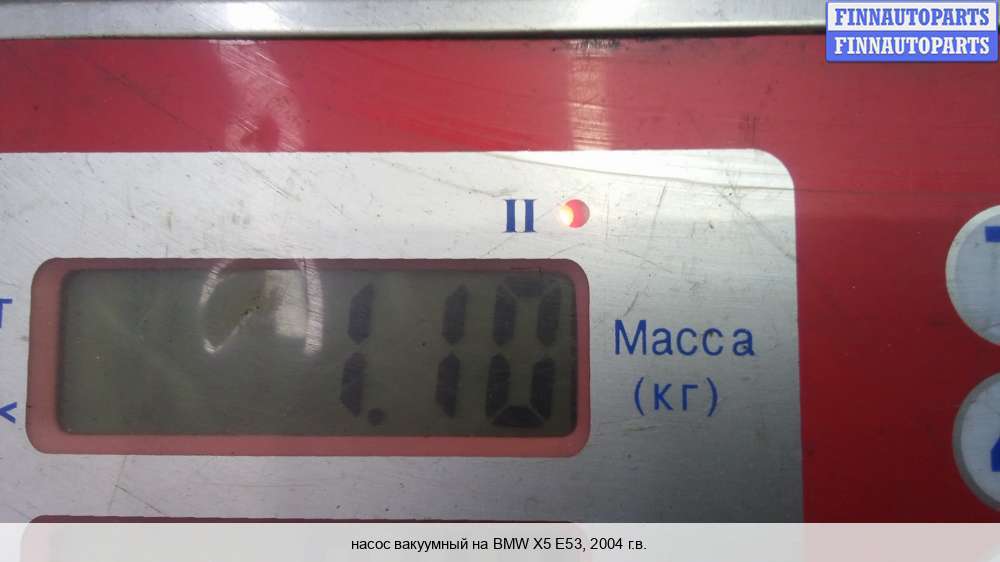 FINNAUTOPARTS
FINNAUTOPARTS
II
1.10
Масса
(кг)
насос вакуумный на BMW X5 E53, 2004 г.в.